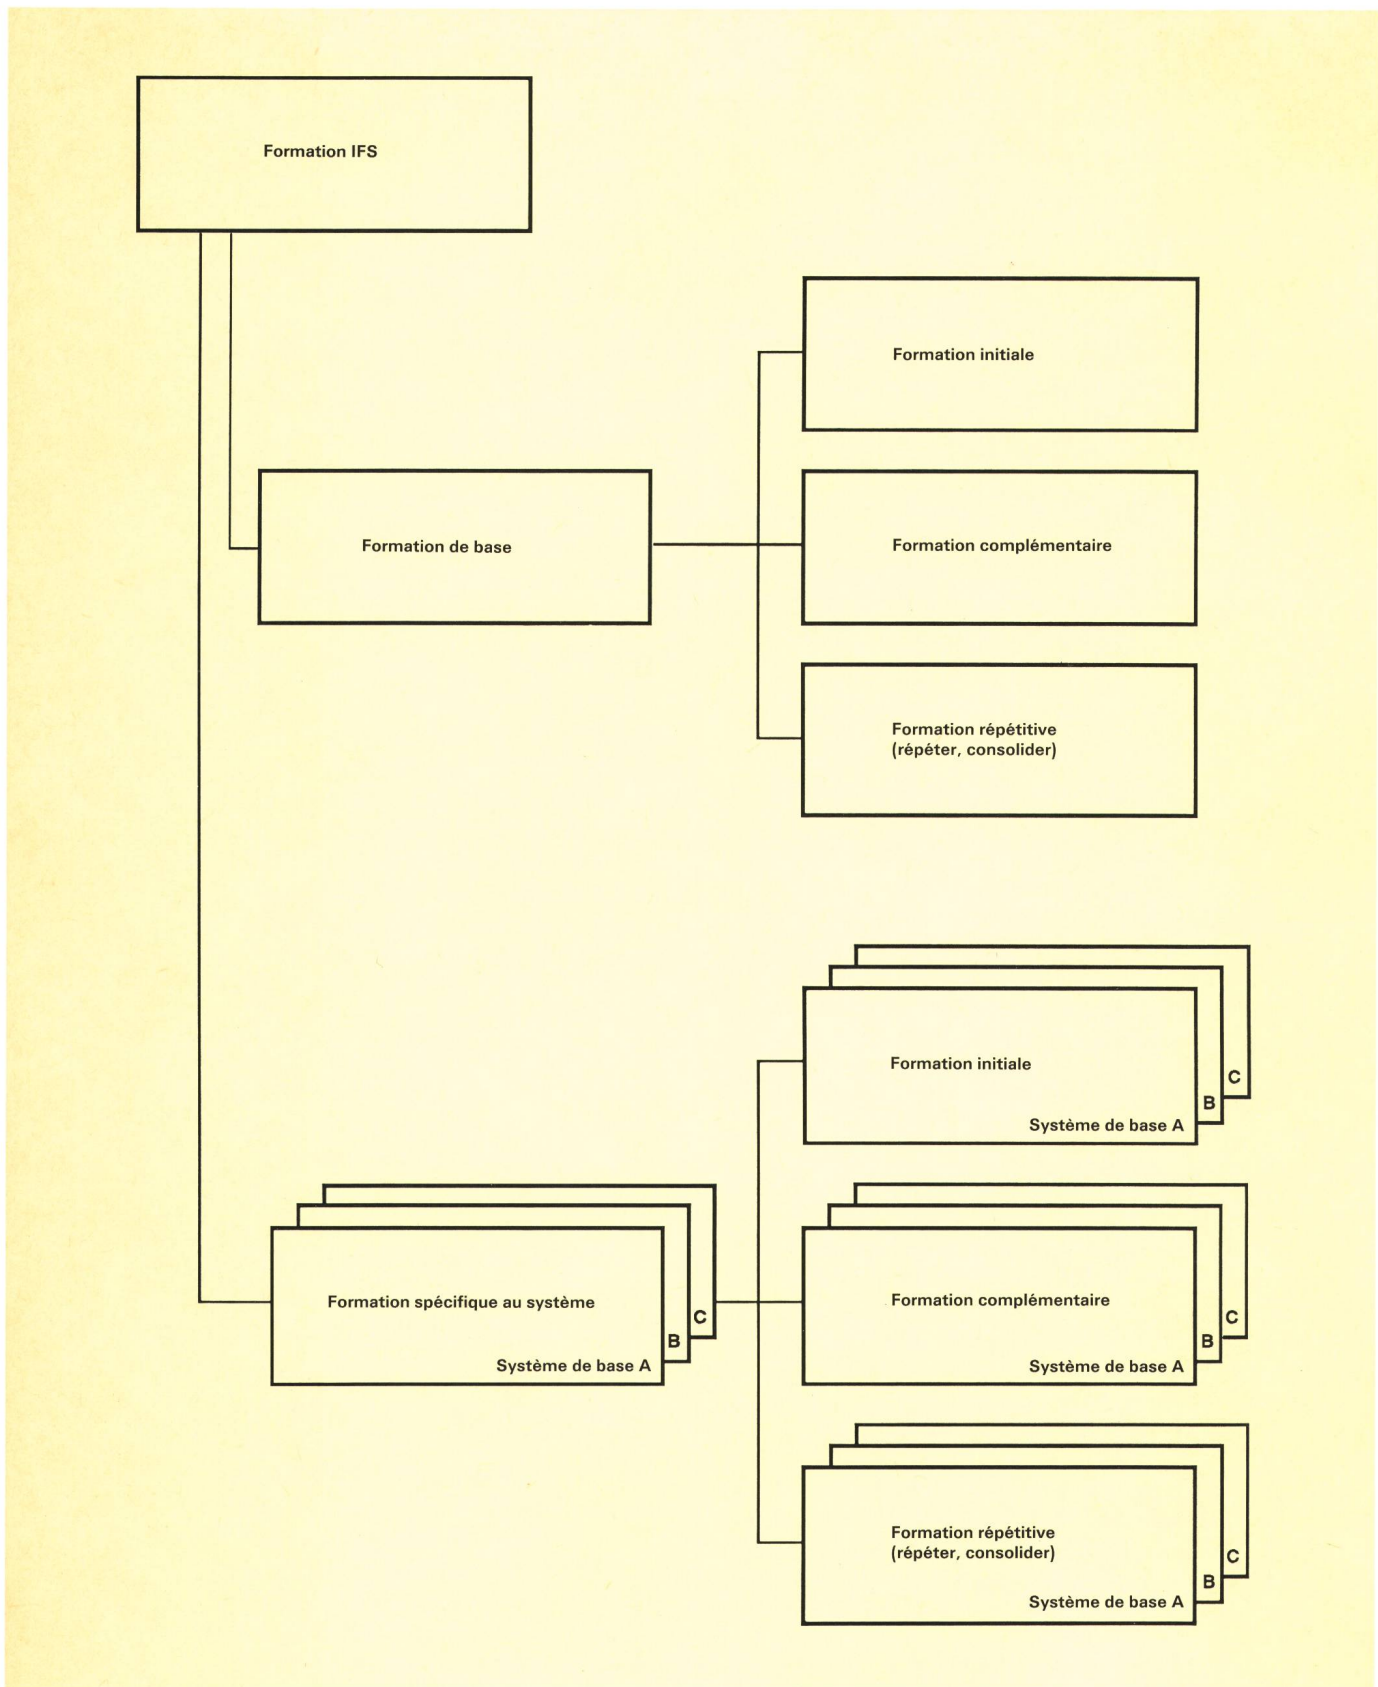 Formation IFS
Formation initiale
Formation de base
Formation complémentaire
Formation répétitive
(répéter, consolider)
Formation initiale
C
B
Système de base A
Formation spécifique au système
C
B
Système de base A
Formation complémentaire
C
B
Système de base A
Formation répétitive
(répéter, consolider)
C
B
Système de base A